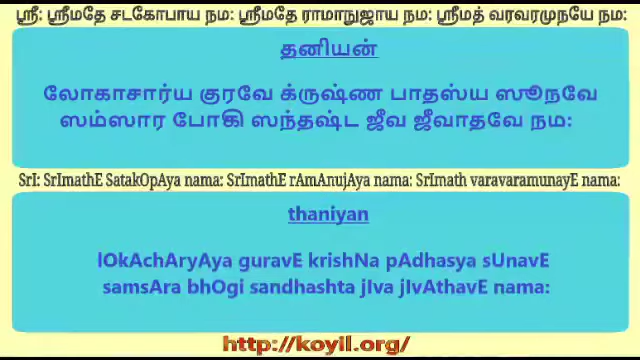 ஸ்ரீ: ஸ்ரீமதே சடகோபாய நம: ஸ்ரீமதே ராமாநுஜாய நம: ஸ்ரீமத் வரவரமுநயே நம:
தனியன்
லோகாசார்ய குரவே க்ருஷ்ண பாதஸ்ய ஸூநவே
ஸம்ஸார போகி ஸந்தஷ்ட ஜீவ ஜீவாதவே நம:
SrI: SrImathE SatakOpAya nama: SrImathE rAmAnujAya nama: SrImath varavaramunayE nama:
thaniyan
lOkAchAryAya guravE krishNa pAdhasya sUnavE
samsAra bhOgi sandhashta jIva jIvAthavE nama:
http://koyil.org/